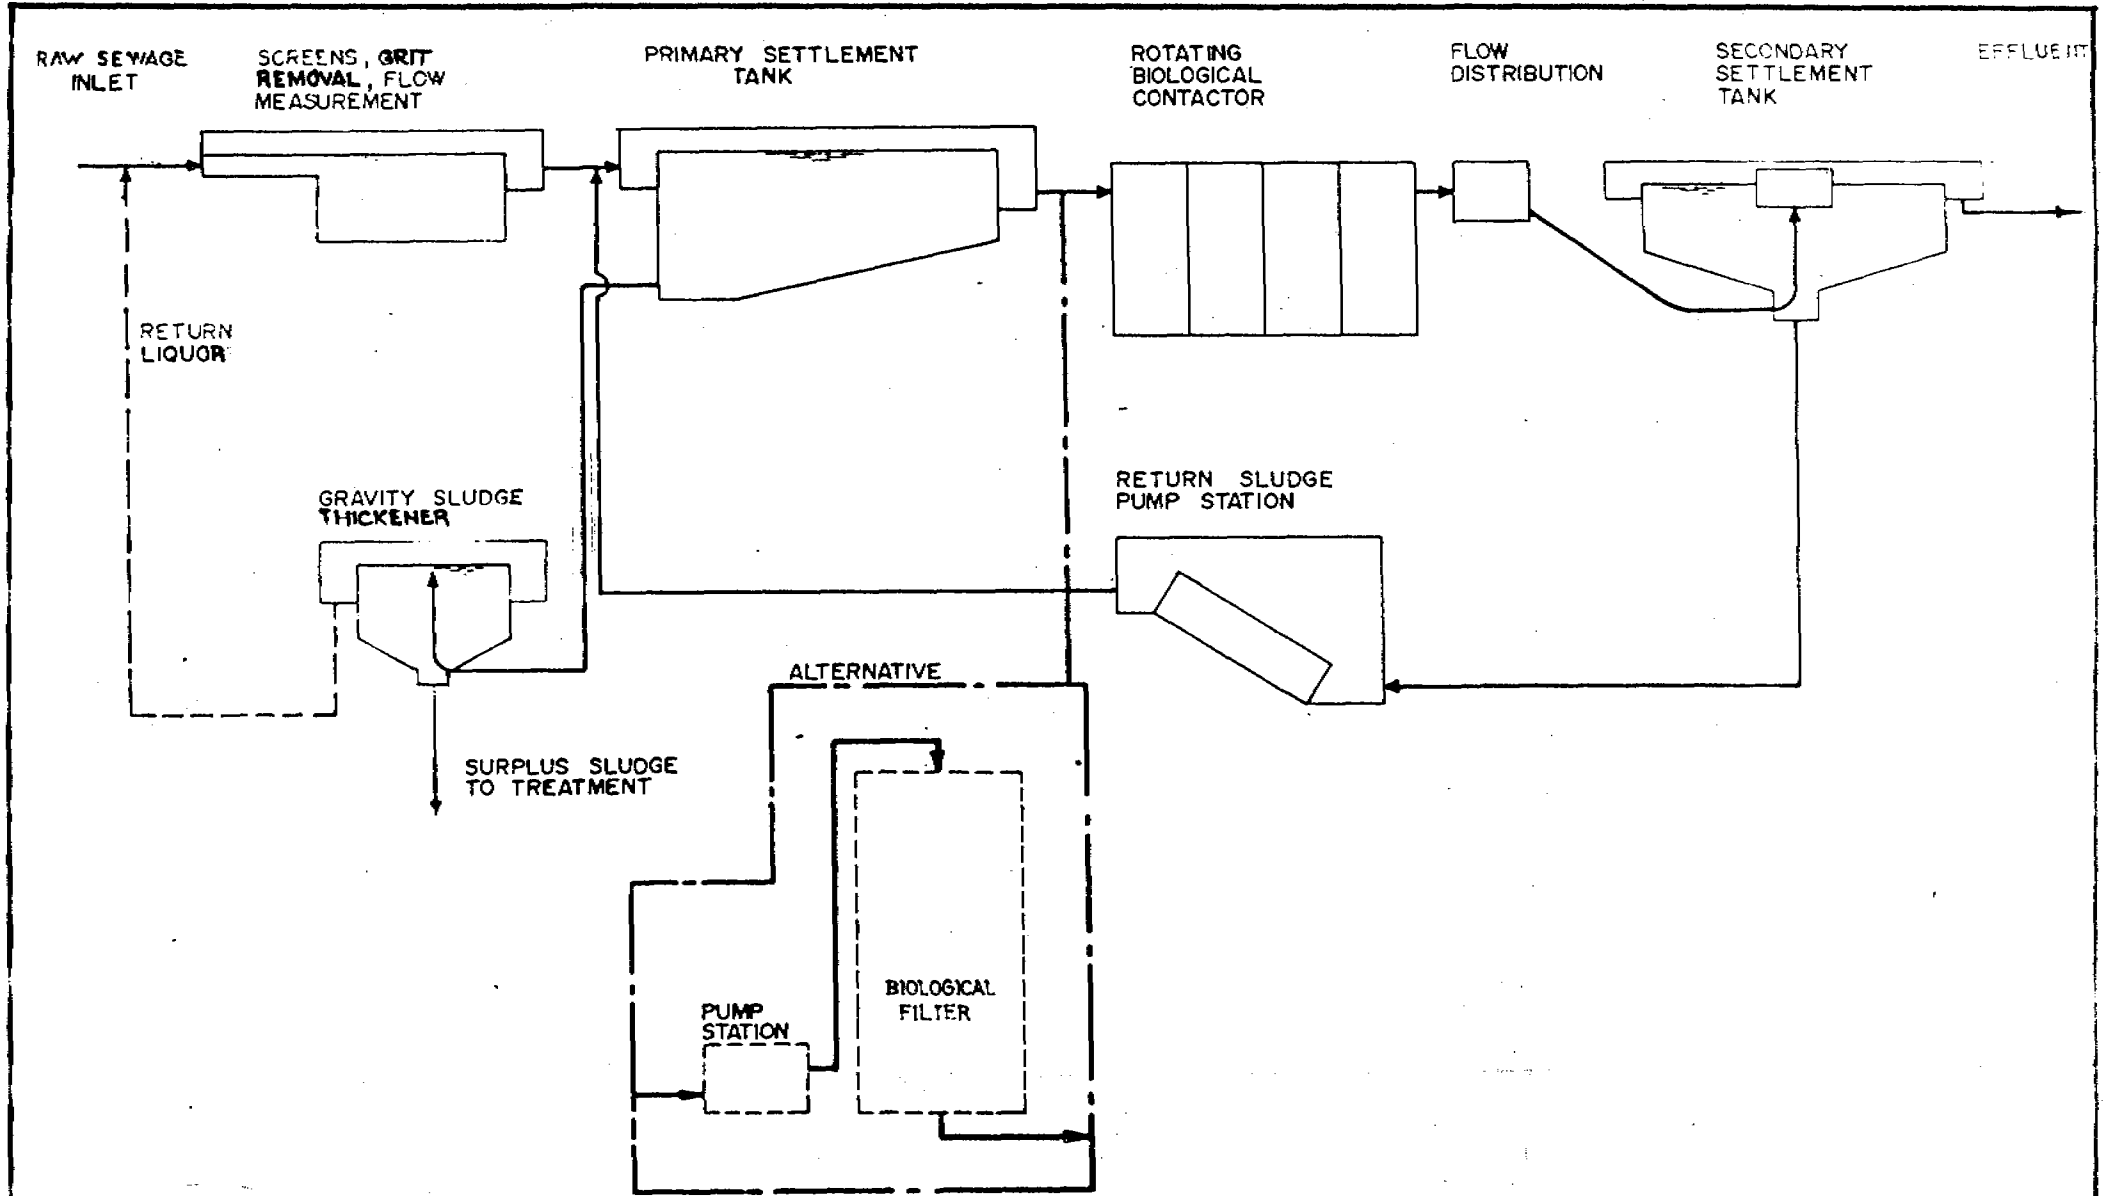 RAW SEWAGE
INLET
SCREENS, GRIT
REMOVAL, FLOW
MEASUREMENT
PRIMARY SETTLEMENT
TANK
ROTATING
BIOLOGICAL
CONTACTOR
FLOW
DISTRIBUTION
SECONDARY
SETTLEMENT
TANK
EFFLUENT
RETURN
LIQUOR
GRAVITY SLUDGE
THICKENER
RETURN SLUDGE
PUMP STATION
ALTERNATIVE
SURPLUS SLUDGE
TO TREATMENT
BIOLOGICAL
FILTER
PUMP
STATION